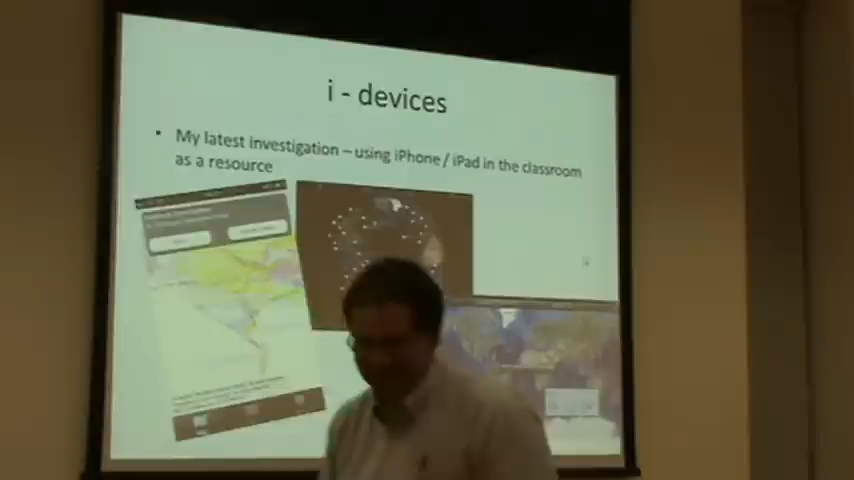 i - devices
• My latest investigation – using iPhone / iPad in the classroom
as a resource